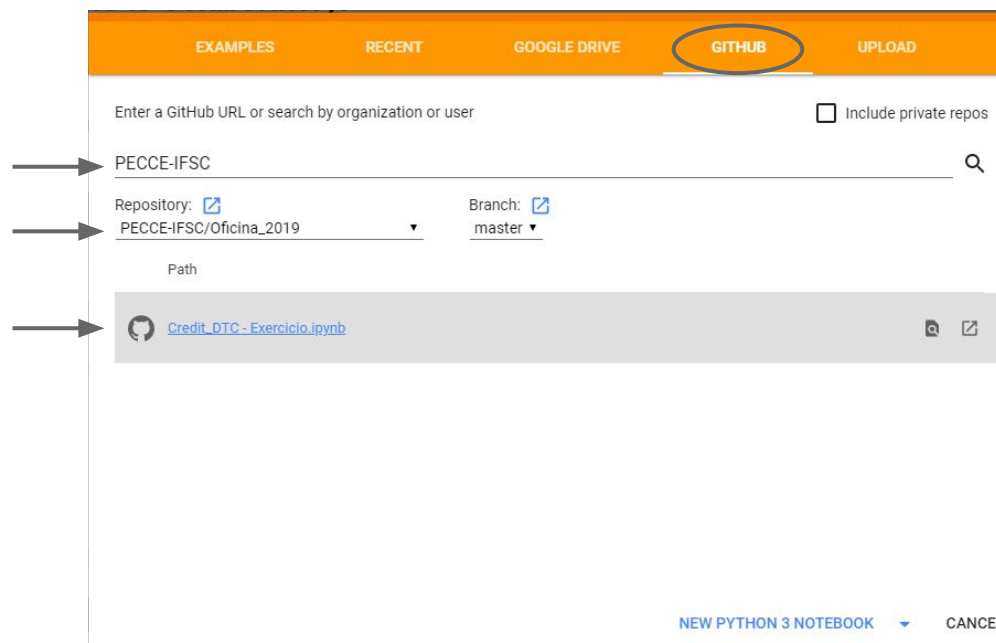 EXAMPLES RECENT GOOGLE DRIVE GITHUB UPLOAD
Enter a GitHub URL or search by organization or user Include private repos
PECCE-IFSC
Repository: Branch:
PECCE-IFSC/Oficina_2019 master
Path
Credit_DTC - Exercicio.ipynb
NEW PYTHON 3 NOTEBOOK CANCE